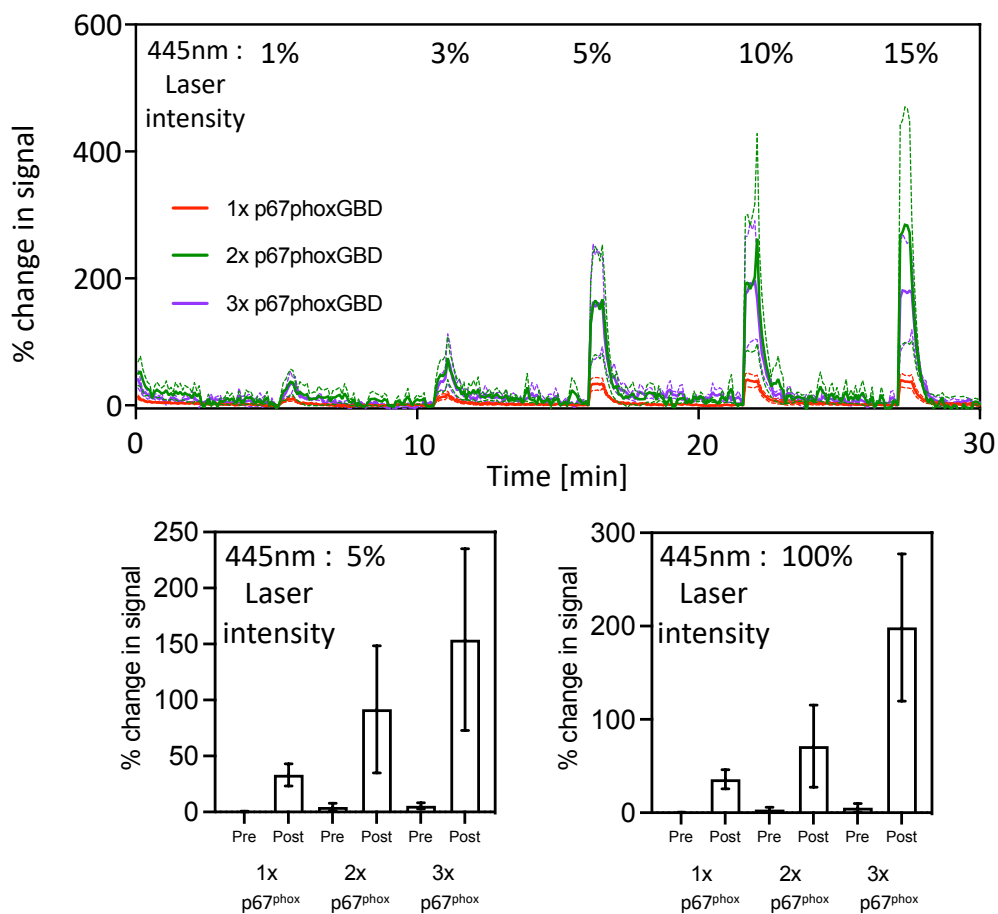 600
400
200
0
% change in signal
445nm : 1% 3% 5% 10% 15%
Laser
intensity
1x p67phoxGBD
2x p67phoxGBD
3x p67phoxGBD
0 10 20 30
Time [min]
250
200
150
100
50
0
% change in signal
445nm : 5%
Laser
intensity
Pre Post Pre Post Pre Post
1x 2x 3x
p67phox p67phox p67phox
300
200
100
0
% change in signal
445nm : 100%
Laser
intensity
Pre Post Pre Post Pre Post
1x 2x 3x
p67phox p67phox p67phox